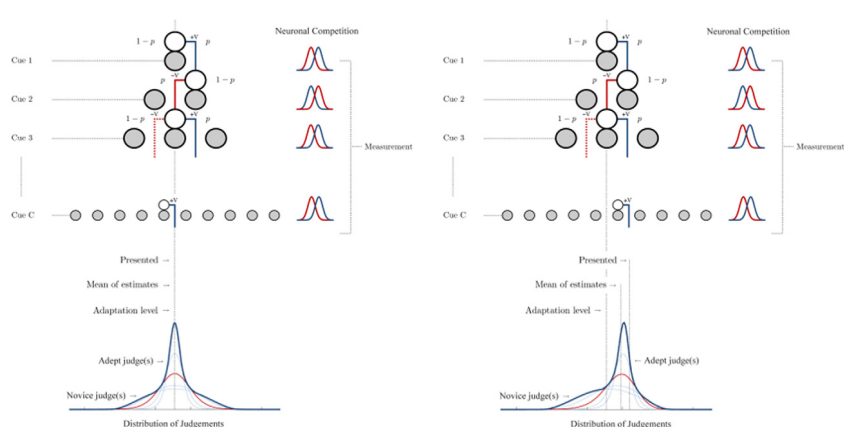 Neuronal Competition
1 − p
+V
p
Cue 1
p
−V
1 − p
Cue 2
1 − p
−V
+V
p
Cue 3
Measurement
+V
Cue C
Presented →
Mean of estimates →
Adaptation level →
Adept judge(s) →
Novice judge(s) →
Distribution of Judgements
Neuronal Competition
1 − p
+V
p
Cue 1
p
−V
1 − p
Cue 2
1 − p
−V
+V
p
Cue 3
Measurement
+V
Cue C
Presented →
Mean of estimates →
Adaptation level →
← Adept judge(s)
Novice judge(s) →
Distribution of Judgements